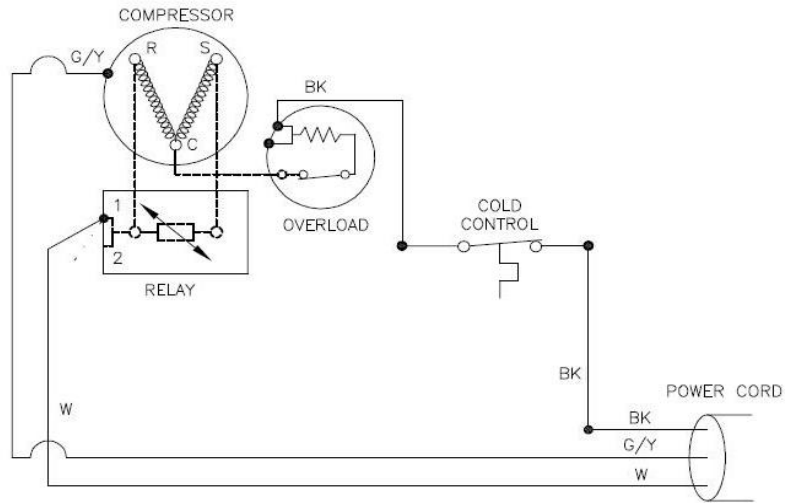 COMPRESSOR
G/Y
R
S
C
BK
OVERLOAD
COLD
CONTROL
1
2
RELAY
W
BK
POWER CORD
BK
G/Y
W